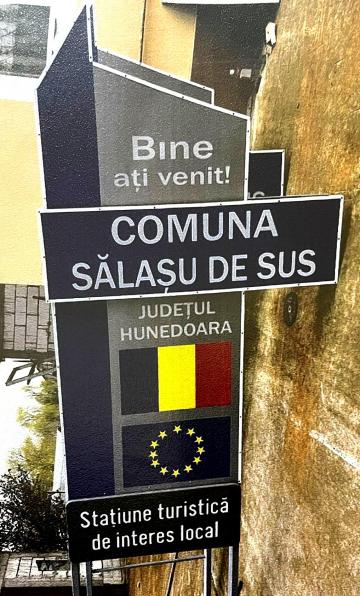 Bine
ați venit!
COMUNA
SĂLAȘU DE SUS
JUDEȚUL
HUNEDOARA
Stațiune turistică
de interes local